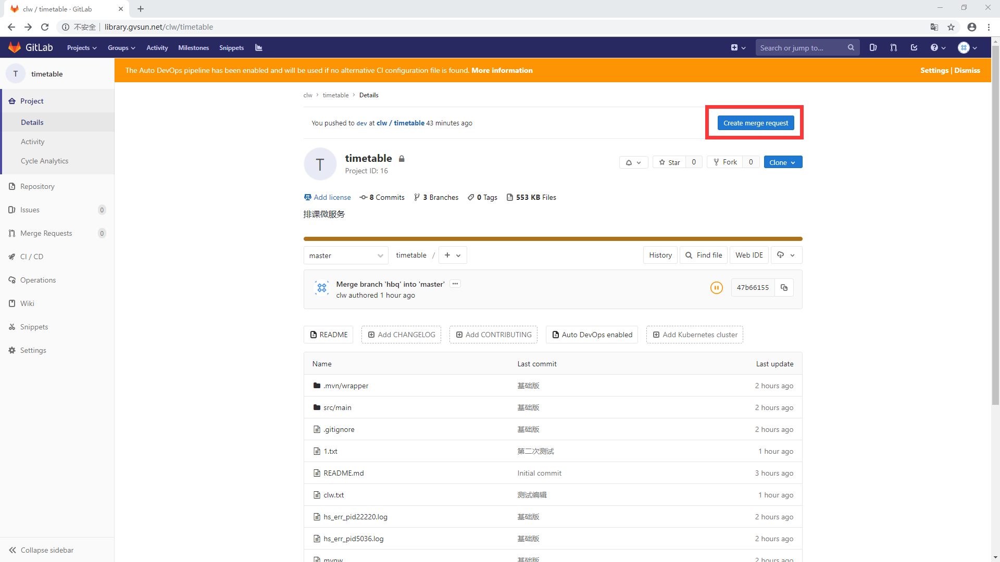 clw / timetable · GitLab
不安全 library.gvsun.net/clw/timetable
GitLab Projects Groups Activity Milestones Snippets Search or jump to...
T timetable
The Auto DevOps pipeline has been enabled and will be used if no alternative CI configuration file is found. More information Settings | Dismiss
Project
Details
Activity
Cycle Analytics
Repository
Issues 0
Merge Requests 0
CI / CD
Operations
Wiki
Snippets
Settings
Collapse sidebar
clw > timetable > Details
You pushed to dev at clw / timetable 43 minutes ago Create merge request
T timetable
Project ID: 16
Star 0 Fork 0 Clone
Add license 8 Commits 3 Branches 0 Tags 553 KB Files
排课微服务
master timetable / + History Find file Web IDE
Merge branch 'hbq' into 'master'
clw authored 1 hour ago
47b66155
README Add CHANGELOG Add CONTRIBUTING Auto DevOps enabled Add Kubernetes cluster
Name Last commit Last update
.mvn/wrapper 基础版 2 hours ago
src/main 基础版 2 hours ago
.gitignore 基础版 2 hours ago
1.txt 第二次测试 1 hour ago
README.md Initial commit 3 hours ago
clw.txt 测试编辑 1 hour ago
hs_err_pid22220.log 基础版 2 hours ago
hs_err_pid5036.log 基础版 2 hours ago
mvnw 基础版 2 hours ago